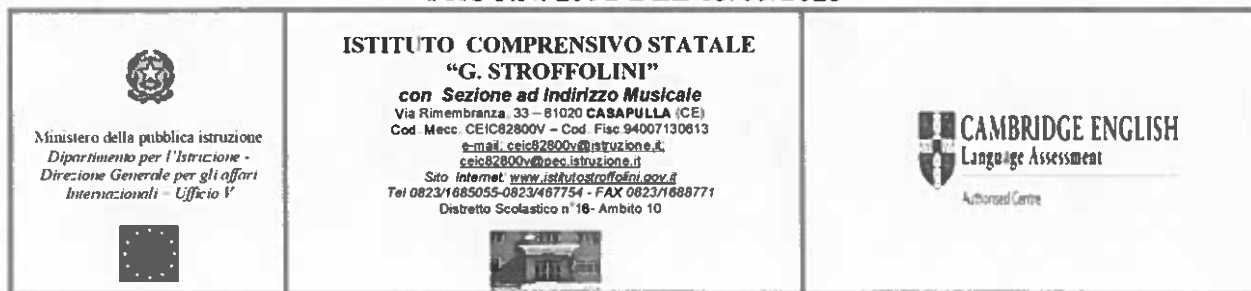 Ministero della pubblica istruzione
Dipartimento per l'Istruzione -
Direzione Generale per gli affari
Internazionali – Ufficio V
ISTITUTO COMPRENSIVO STATALE
“G. STROFFOLINI”
con Sezione ad Indirizzo Musicale
Via Rimembranza, 33 – 81020 CASAPULLA (CE)
Cod. Mecc. CEIC82800V – Cod. Fisc. 94007130613
e-mail: ceic82800v@istruzione.it;
ceic82800v@pec.istruzione.it
Sito Internet: www.istitutostroffolini.gov.it
Tel 0823/1685055-0823/467754 - FAX 0823/1688771
Distretto Scolastico n°16- Ambito 10
CAMBRIDGE ENGLISH
Language Assessment
Authorised Centre